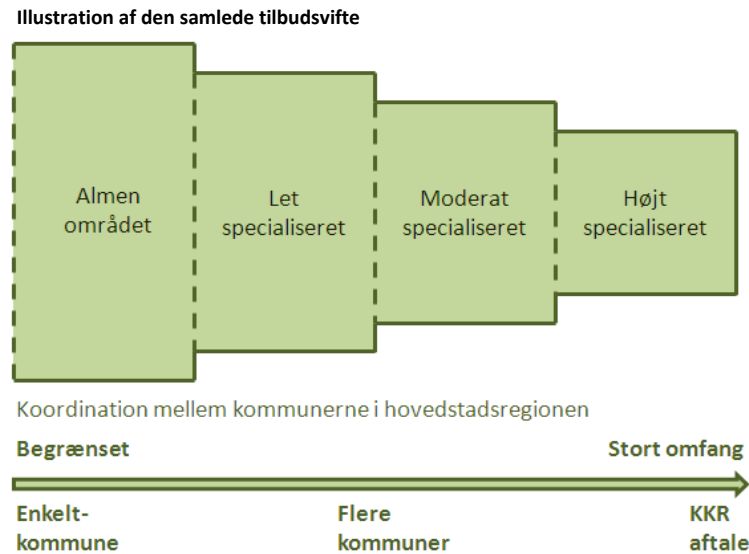 Illustration af den samlede tilbudsvifte
Almen
området
Let
specialiseret
Moderat
specialiseret
Højt
specialiseret
Koordination mellem kommunerne i hovedstadsregionen
Begrænset
Stort omfang
Enkelt-
kommune
Flere
kommuner
KKR
aftale